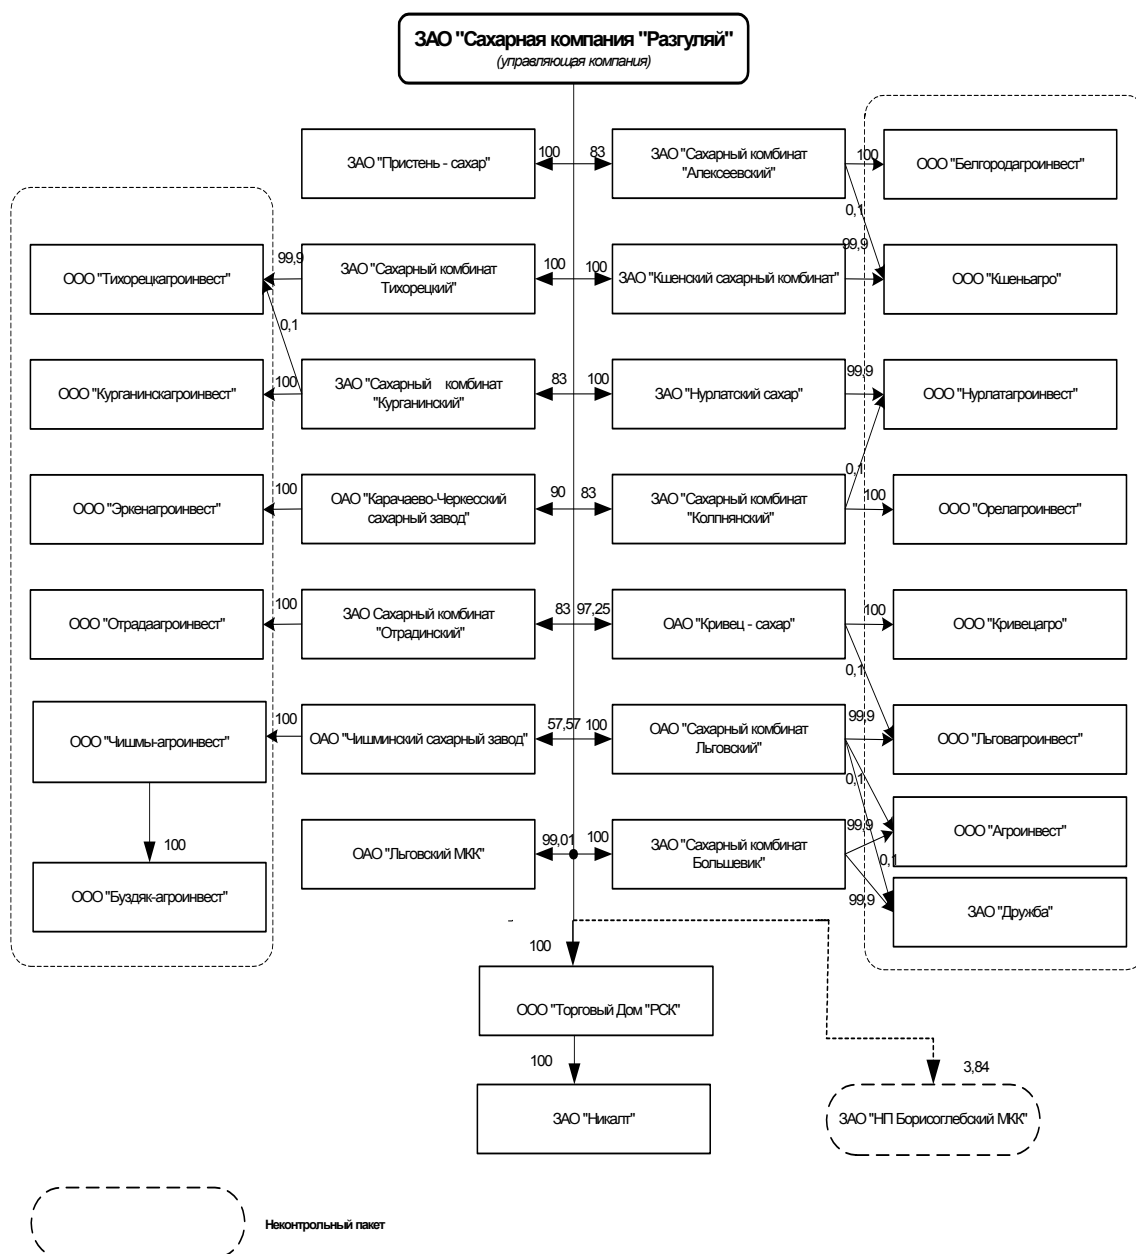 ЗАО "Сахарная компания "Разгуляй"
(управляющая компания)
ЗАО "Пристень - сахар"
100
83
ЗАО "Сахарный комбинат
"Алексеевский"
100
ООО "Белгородагроинвест"
0,1
ООО "Тихорецкагроинвест"
99,9
ЗАО "Сахарный комбинат
Тихорецкий"
100
100
ЗАО "Кшенский сахарный комбинат"
99,9
ООО "Кшеньагро"
0,1
ООО "Курганинскагроинвест"
100
ЗАО "Сахарный комбинат
"Курганинский"
83
100
ЗАО "Нурлатский сахар"
99,9
ООО "Нурлатагроинвест"
0,1
ООО "Эркенагроинвест"
100
ОАО "Карачаево-Черкесский
сахарный завод"
90
83
ЗАО "Сахарный комбинат
"Колпнянский"
100
ООО "Орелагроинвест"
ООО "Отрадаагроинвест"
100
ЗАО Сахарный комбинат
"Отрадинский"
83
97,25
ОАО "Кривец - сахар"
100
ООО "Кривецагро"
0,1
ООО "Чишмы-агроинвест"
100
ОАО "Чишминский сахарный завод"
57,57
100
ОАО "Сахарный комбинат
Льговский"
99,9
ООО "Льговагроинвест"
0,1
100
ООО "Буздяк-агроинвест"
ОАО "Льговский МКК"
99,01
100
ЗАО "Сахарный комбинат
Большевик"
99,9
ООО "Агроинвест"
0,1
99,9
ЗАО "Дружба"
100
ООО "Торговый Дом "РСК"
100
ЗАО "Никалт"
3,84
ЗАО "НП Борисоглебский МКК"
Неконтрольный пакет